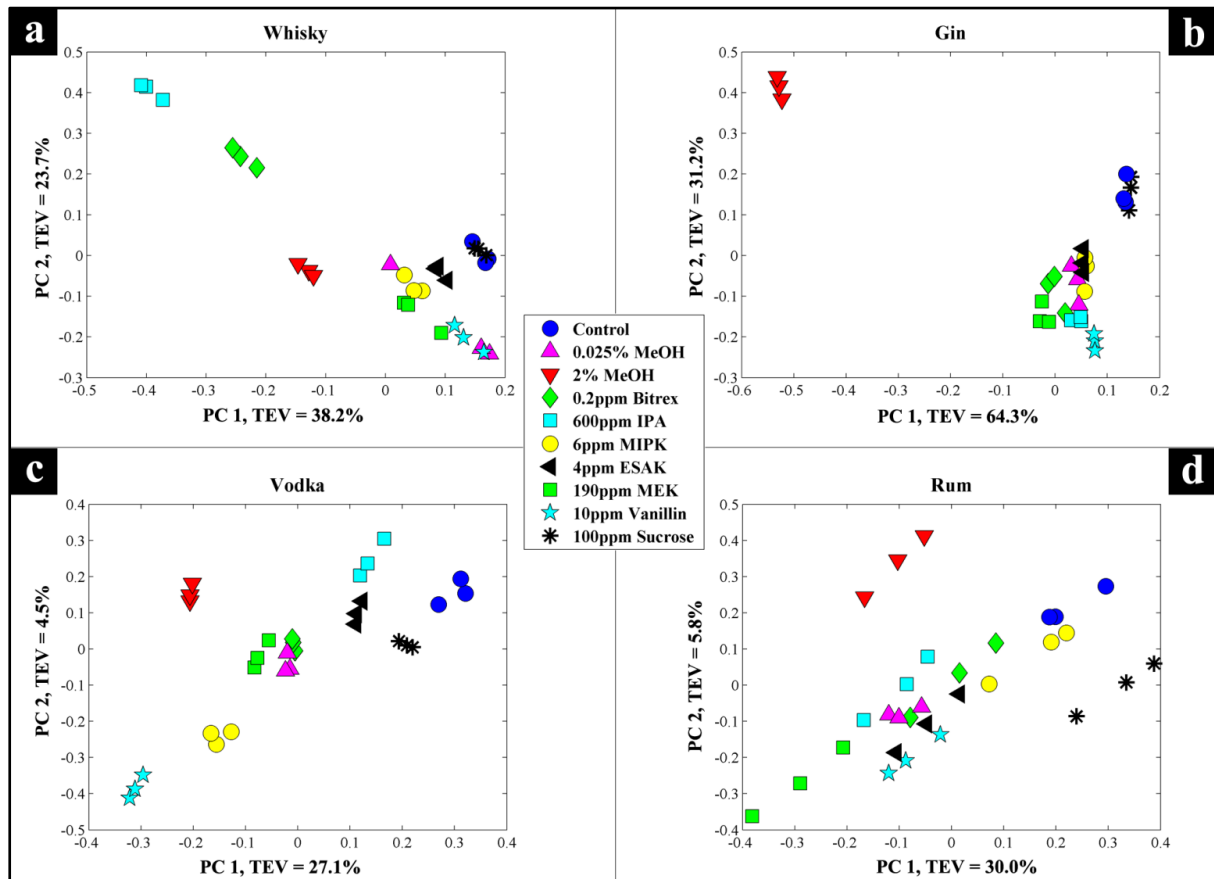 a
Whisky
0.5
0.4
0.3
0.2
0.1
0
-0.1
-0.2
-0.3
PC 2, TEV = 23.7%
-0.5 -0.4 -0.3 -0.2 -0.1 0 0.1 0.2
PC 1, TEV = 38.2%
b
Gin
0.5
0.4
0.3
0.2
0.1
0
-0.1
-0.2
-0.3
PC 2, TEV = 31.2%
-0.6 -0.5 -0.4 -0.3 -0.2 -0.1 0 0.1 0.2
PC 1, TEV = 64.3%
Control
0.025% MeOH
2% MeOH
0.2ppm Bitrex
600ppm IPA
6ppm MIPK
4ppm ESAK
190ppm MEK
10ppm Vanillin
100ppm Sucrose
c
Vodka
0.4
0.3
0.2
0.1
0
-0.1
-0.2
-0.3
-0.4
-0.5
PC 2, TEV = 4.5%
-0.4 -0.3 -0.2 -0.1 0 0.1 0.2 0.3 0.4
PC 1, TEV = 27.1%
d
Rum
0.5
0.4
0.3
0.2
0.1
0
-0.1
-0.2
-0.3
-0.4
PC 2, TEV = 5.8%
-0.4 -0.3 -0.2 -0.1 0 0.1 0.2 0.3 0.4
PC 1, TEV = 30.0%